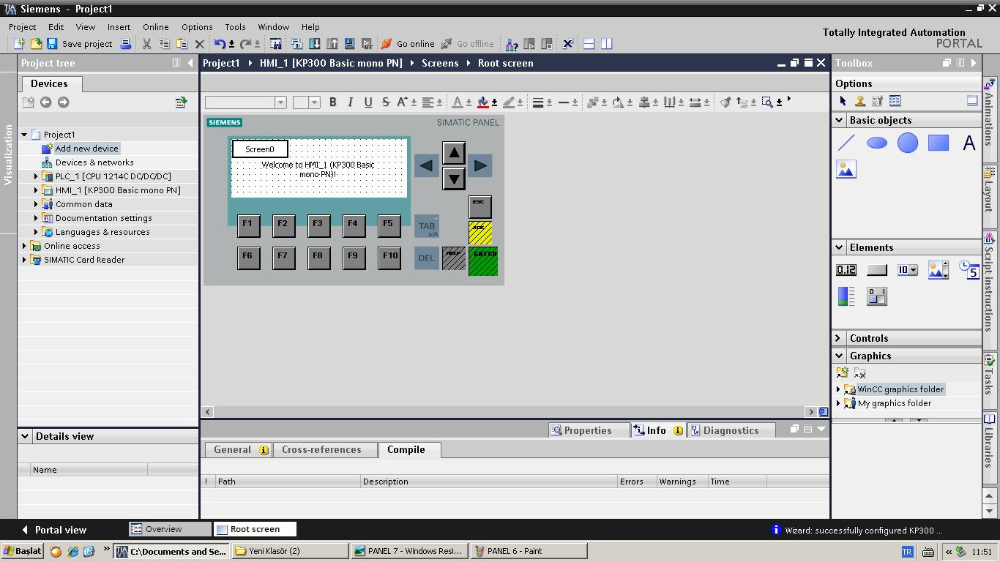 Siemens - Project1
Project Edit View Insert Online Options Tools Window Help
Totally Integrated Automation
PORTAL
Save project Go online Go offline
Project tree
Project1 HMI_1 [KP300 Basic mono PN] Screens Root screen
Toolbox
Devices
Options
B I U S A A
Visualization
Basic objects
A
SIEMENS
SIMATIC PANEL
Project1
Add new device
Devices & networks
PLC_1 [CPU 1214C DC/DC/DC]
HMI_1 [KP300 Basic mono PN]
Common data
Documentation settings
Languages & resources
Online access
SIMATIC Card Reader
Screen0
Welcome to HMI_1 (KP300 Basic
mono PN)!
ESC
F1 F2 F3 F4 F5 TAB
a/A
ACK
F6 F7 F8 F9 F10 DEL HELP ENTER
Elements
0.12 10 5
0 1
Controls
Graphics
WinCC graphics folder
My graphics folder
Animations
Layout
Script instructions
Tasks
Libraries
Properties Info Diagnostics
Details view
General Cross-references Compile
Name
! Path Description Errors Warnings Time
Portal view Overview Root screen
Wizard: successfully configured KP300 ...
Başlat C:\Documents and Se... Yeni Klasör (2) PANEL 7 - Windows Resi... PANEL 6 - Paint TR 11:51